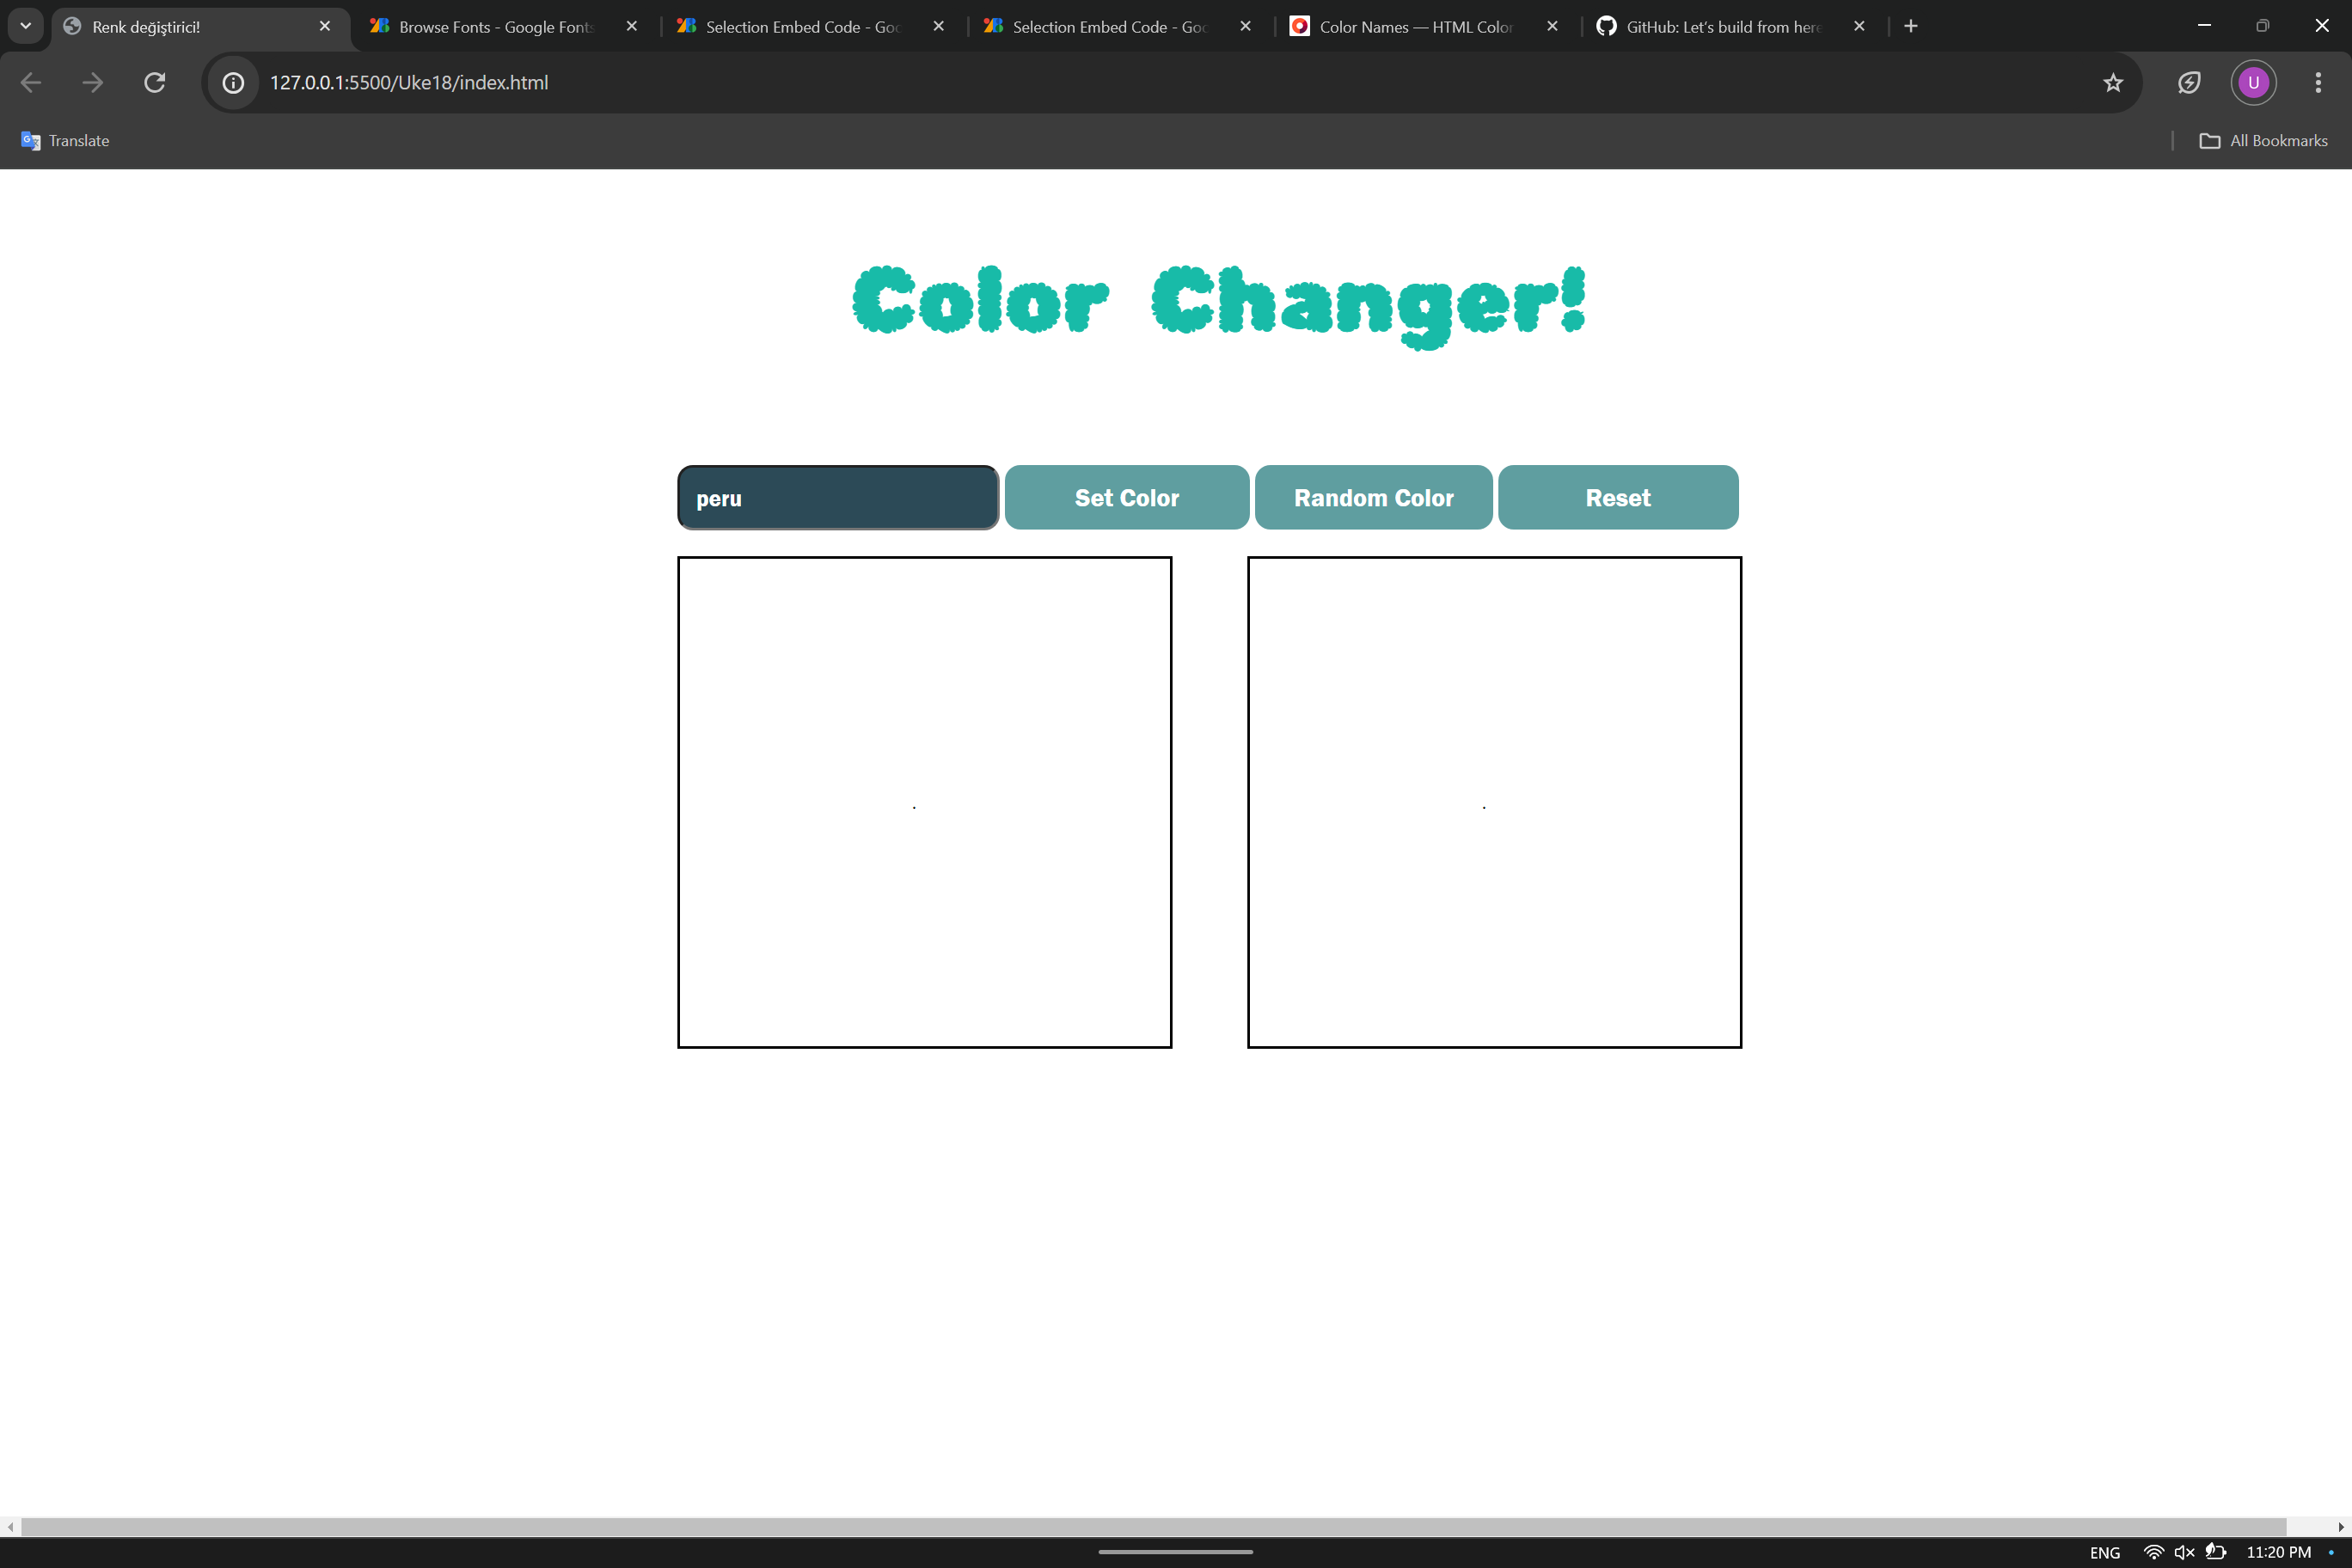 Renk değiştirici!
Browse Fonts - Google Fonts
Selection Embed Code - Goo
Selection Embed Code - Goo
Color Names — HTML Color
GitHub: Let's build from here
127.0.0.1:5500/Uke18/index.html
U
Translate
All Bookmarks
Color Changer!
peru
Set Color
Random Color
Reset
.
.
ENG
11:20 PM